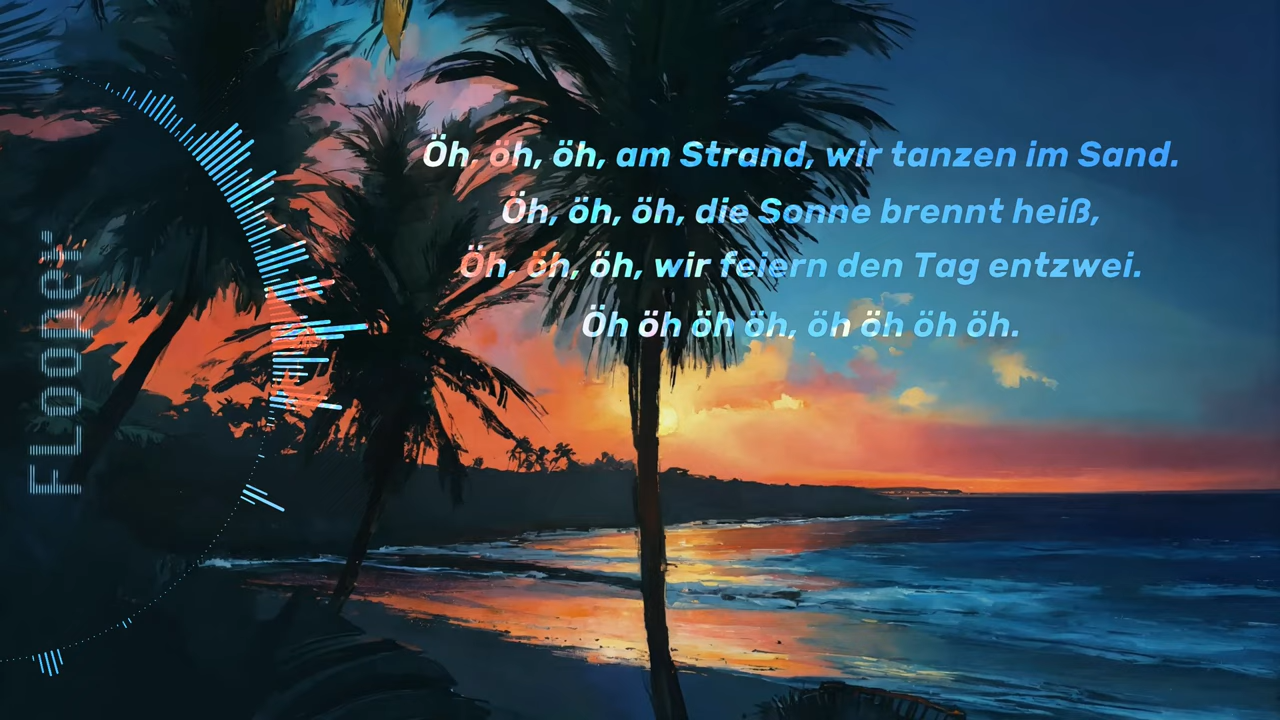 Öh, öh, öh, am Strand, wir tanzen im Sand.
Öh, öh, öh, die Sonne brennt heiß,
Öh, öh, öh, wir feiern den Tag entzwei.
Öh öh öh öh, öh öh öh öh.
FLooper